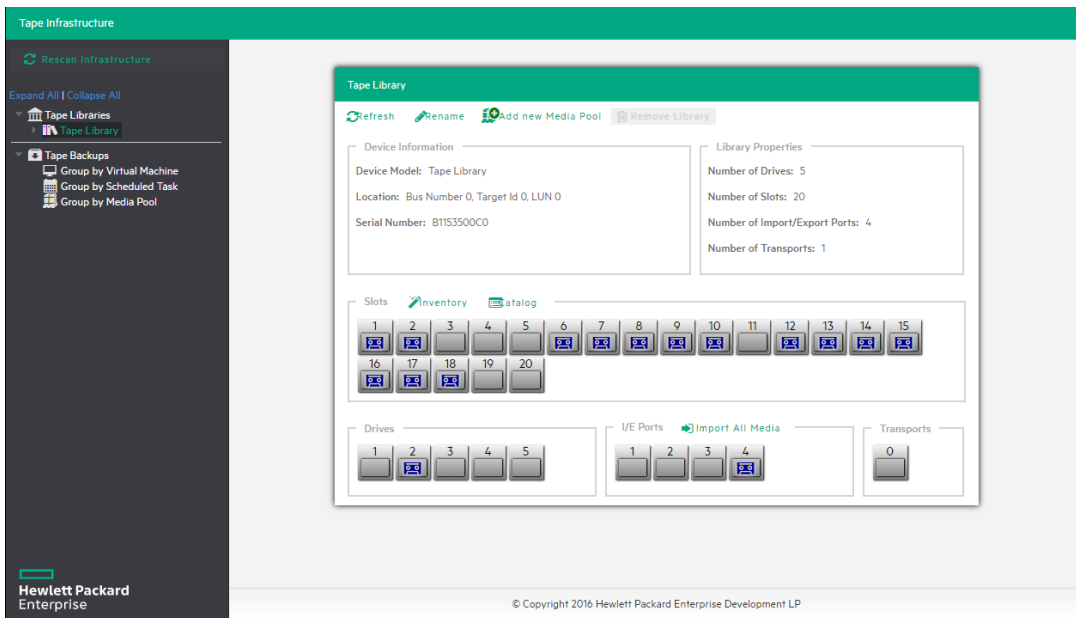 Tape Infrastructure
Rescan Infrastructure
Expand All | Collapse All
Tape Libraries
Tape Library
Tape Backups
Group by Virtual Machine
Group by Scheduled Task
Group by Media Pool
Tape Library
Refresh Rename Add new Media Pool Remove Library
Device Information
Device Model: Tape Library
Location: Bus Number 0, Target Id 0, LUN 0
Serial Number: B1153500C0
Library Properties
Number of Drives: 5
Number of Slots: 20
Number of Import/Export Ports: 4
Number of Transports: 1
Slots Inventory Catalog
1 2 3 4 5 6 7 8 9 10 11 12 13 14 15
16 17 18 19 20
Drives
1 2 3 4 5
I/E Ports Import All Media
1 2 3 4
Transports
0
Hewlett Packard
Enterprise
© Copyright 2016 Hewlett Packard Enterprise Development LP